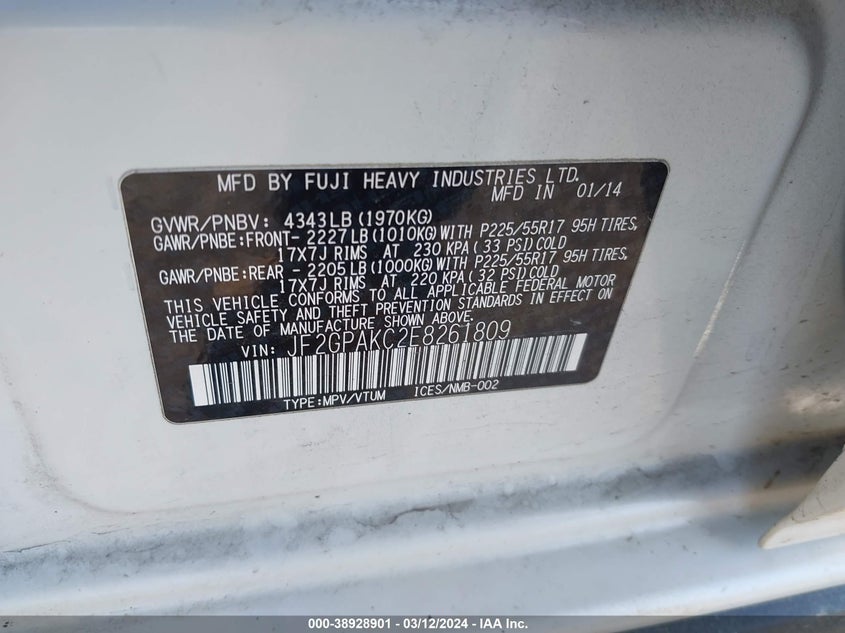 MFD BY FUJI HEAVY INDUSTRIES LTD.
MFD IN 01/14
GVWR/PNBV: 4343LB(1970KG)
GAWR/PNBE:FRONT- 2227LB(1010KG)WITH P225/55R17 95H TIRES,
17X7J RIMS AT 230 KPA(33 PSI)COLD
GAWR/PNBE:REAR - 2205LB(1000KG)WITH P225/55R17 95H TIRES,
17X7J RIMS AT 220 KPA(32 PSI)COLD
THIS VEHICLE CONFORMS TO ALL APPLICABLE FEDERAL MOTOR
VEHICLE SAFETY AND THEFT PREVENTION STANDARDS IN EFFECT ON
THE DATE OF MANUFACTURE SHOWN ABOVE.
VIN: JF2GPAKC2E8261809
TYPE:MPV/VTUM ICES/NMB-002
000-38928901 - 03/12/2024 - IAA Inc.